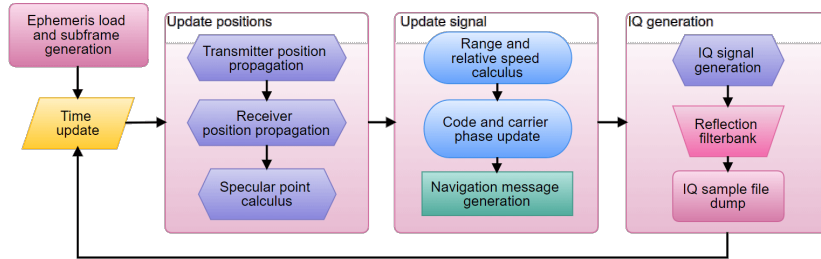 Ephemeris load
and subframe
generation
Time
update
Update positions
Transmitter position
propagation
Receiver
position propagation
Specular point
calculus
Update signal
Range and
relative speed
calculus
Code and carrier
phase update
Navigation message
generation
IQ generation
IQ signal
generation
Reflection
filterbank
IQ sample file
dump